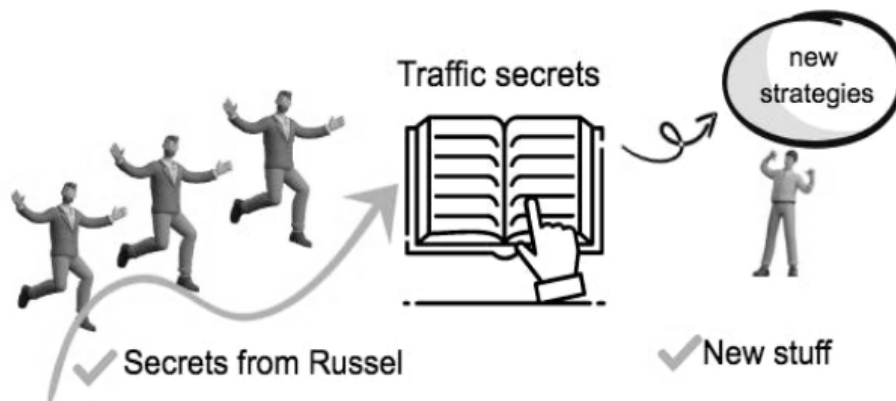 Traffic secrets
new
strategies
Secrets from Russel
New stuff